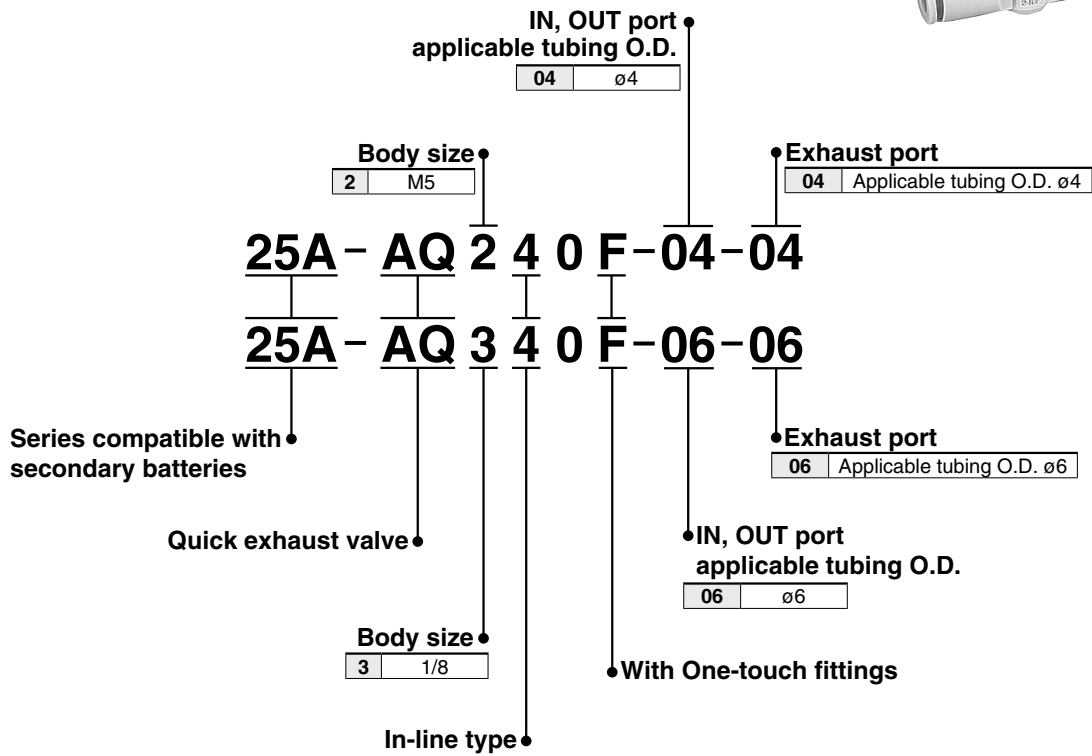 IN, OUT port
applicable tubing O.D.
04 ø4
Body size
2 M5
Exhaust port
04 Applicable tubing O.D. ø4
25A - AQ 2 4 0 F - 04 - 04
25A - AQ 3 4 0 F - 06 - 06
Series compatible with
secondary batteries
Exhaust port
06 Applicable tubing O.D. ø6
Quick exhaust valve
IN, OUT port
applicable tubing O.D.
06 ø6
Body size
3 1/8
With One-touch fittings
In-line type